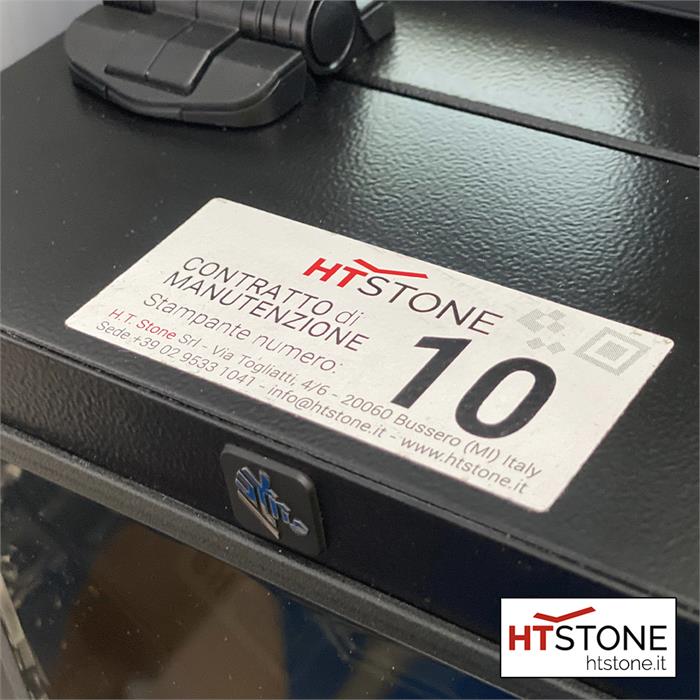 HTSTONE
CONTRATTO di
MANUTENZIONE
Stampante numero:
10
H.T. Stone Srl - Via Togliatti, 4/6 - 20060 Bussero (MI) Italy
Sede +39 02 9533 1041 - info@htstone.it - www.htstone.it
HTSTONE
htstone.it